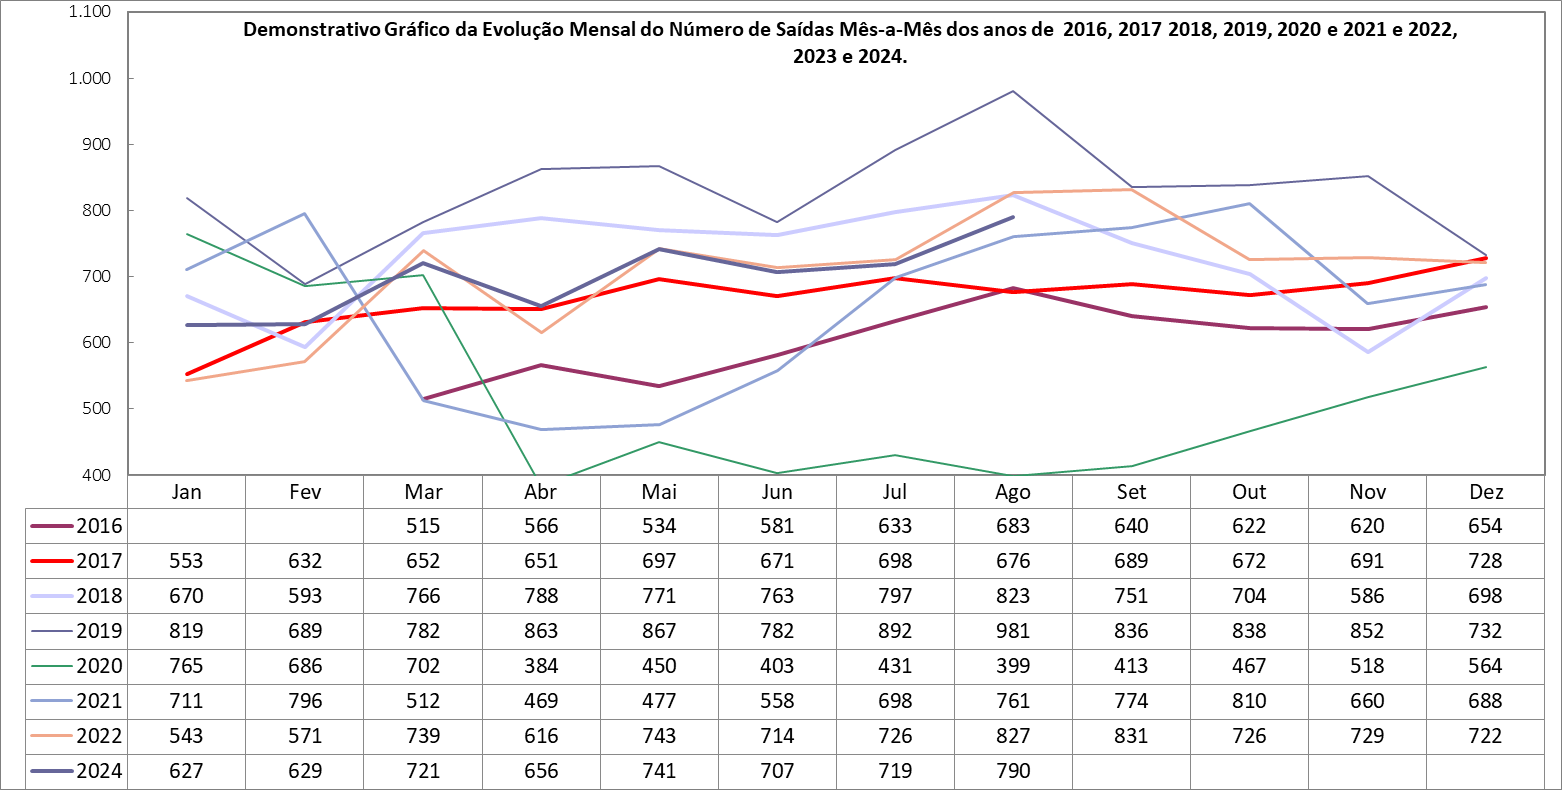 Demonstrativo Gráfico da Evolução Mensal do Número de Saídas Mês-a-Mês dos anos de 2016, 2017 2018, 2019, 2020 e 2021 e 2022,
2023 e 2024.
1.100
1.000
900
800
700
600
500
400
Jan Fev Mar Abr Mai Jun Jul Ago Set Out Nov Dez
2016 515 566 534 581 633 683 640 622 620 654
2017 553 632 652 651 697 671 698 676 689 672 691 728
2018 670 593 766 788 771 763 797 823 751 704 586 698
2019 819 689 782 863 867 782 892 981 836 838 852 732
2020 765 686 702 384 450 403 431 399 413 467 518 564
2021 711 796 512 469 477 558 698 761 774 810 660 688
2022 543 571 739 616 743 714 726 827 831 726 729 722
2024 627 629 721 656 741 707 719 790